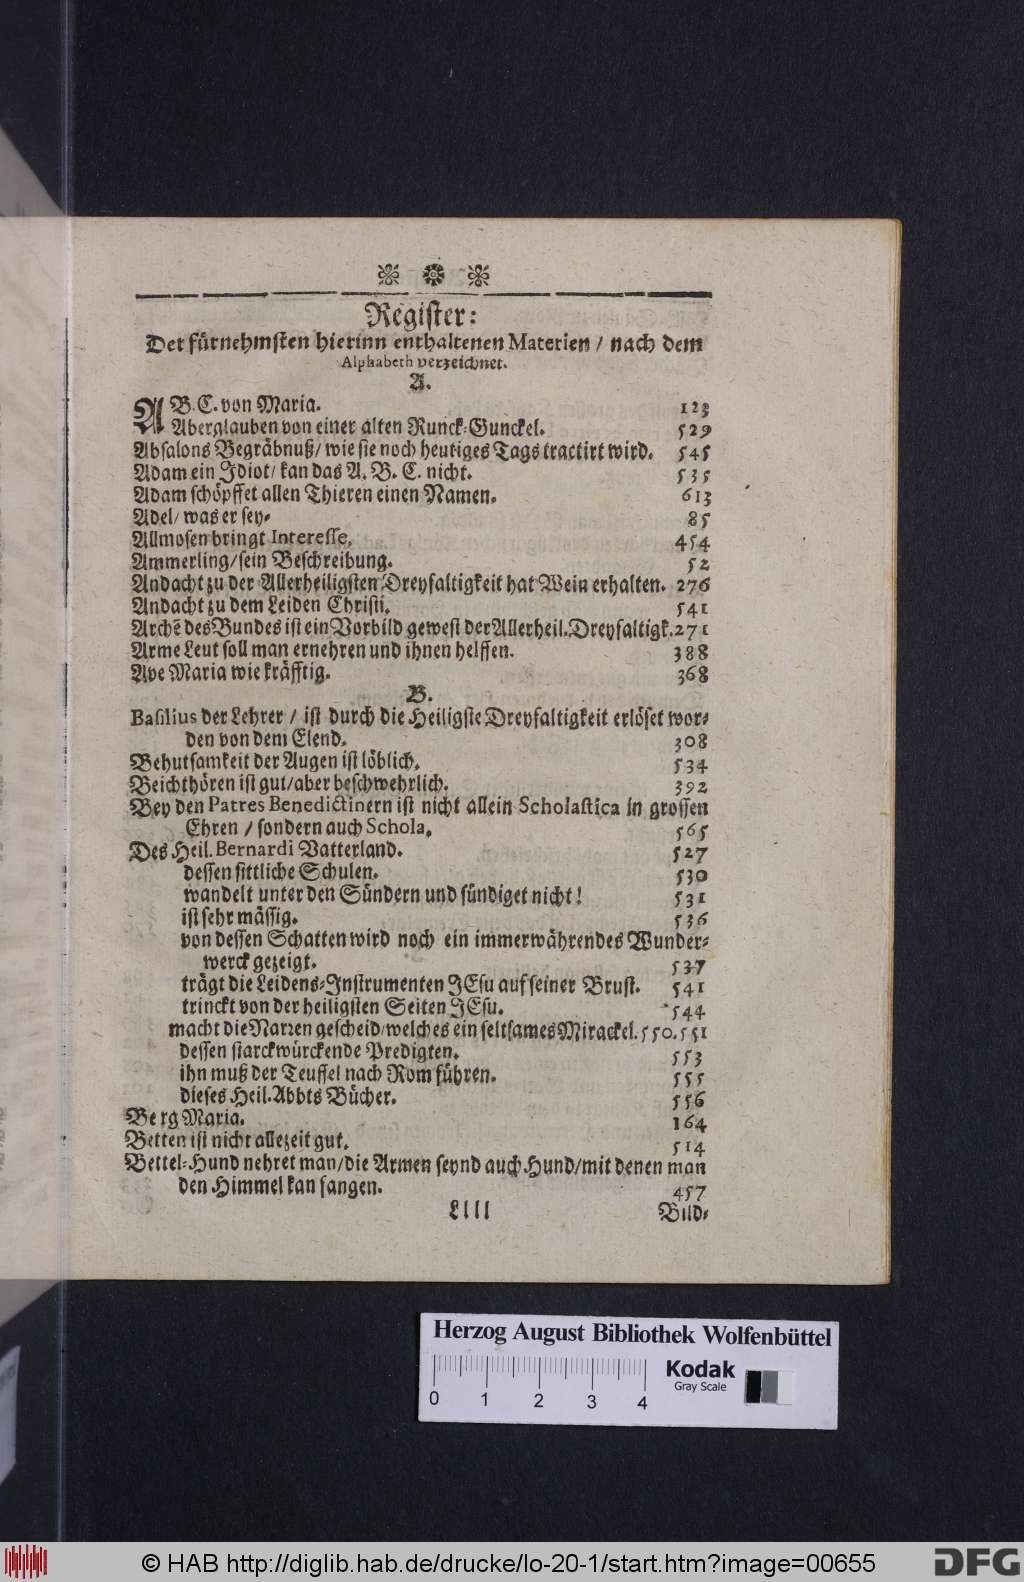 Register:
Der fürnehmsten hierinn enthaltenen Materien / nach dem
Alphabeth verzeichnet.
A.
A B. C. von Maria. 123
Aberglauben von einer alten Runck-Gunckel. 529
Absalons Begräbnuß / wie sie noch heutiges Tags tractirt wird. 545
Adam ein Idiot / kan das A. B. C. nicht. 535
Adam schöpffet allen Thieren einen Namen. 613
Adel / was er sey. 85
Allmosen bringt Interesse. 454
Ammerling / sein Beschreibung. 52
Andacht zu der Allerheiligsten Dreyfaltigkeit hat Wein erhalten. 276
Andacht zu dem Leiden Christi. 541
Archẽ des Bundes ist ein Vorbild gewest der Allerheil. Dreyfaltigk. 271
Arme Leut soll man ernehren und ihnen helffen. 388
Ave Maria wie kräfftig. 368
B.
Basilius der Lehrer / ist durch die Heiligste Dreyfaltigkeit erlöset wor-
den von dem Elend. 308
Behutsamkeit der Augen ist löblich. 534
Beichthören ist gut / aber beschwehrlich. 392
Bey den Patres Benedictinern ist nicht allein Scholastica in grossen
Ehren / sondern auch Schola. 565
Des Heil. Bernardi Vatterland. 527
dessen sittliche Schulen. 530
wandelt unter den Sündern und sündiget nicht! 531
ist sehr mässig. 536
von dessen Schatten wird noch ein immerwährendes Wunder-
werck gezeigt. 537
trägt die Leidens-Instrumenten JEsu auf seiner Brust. 541
trinckt von der heiligsten Seiten JEsu. 544
macht die Narren gescheid / welches ein seltsames Mirackel. 550. 551
dessen starckwürckende Predigten. 553
ihn muß der Teuffel nach Rom führen. 555
dieses Heil. Abbts Bücher. 556
Berg Maria. 164
Betten ist nicht allezeit gut. 514
Bettel-Hund nehret man / die Armen seynd auch Hund / mit denen man
den Himmel kan fangen. 457
Llll Bild-
Herzog August Bibliothek Wolfenbüttel
Kodak
Gray Scale
0 1 2 3 4
© HAB http://diglib.hab.de/drucke/lo-20-1/start.htm?image=00655
DFG